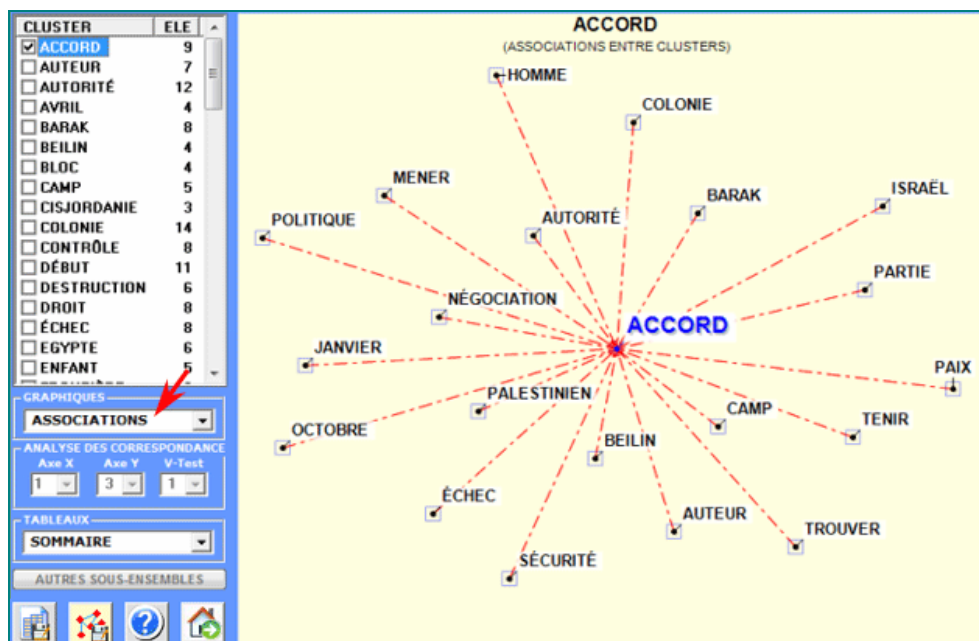 CLUSTER ELE
ACCORD 9
AUTEUR 7
AUTORITÉ 12
AVRIL 4
BARAK 8
BEILIN 4
BLOC 4
CAMP 5
CISJORDANIE 3
COLONIE 14
CONTRÔLE 8
DÉBUT 11
DESTRUCTION 6
DROIT 8
ÉCHEC 8
EGYPTE 6
ENFANT 5
GRAPHIQUES
ASSOCIATIONS
ANALYSE DES CORRESPONDANCE
Axe X Axe Y V-Test
1 3 1
TABLEAUX
SOMMAIRE
AUTRES SOUS-ENSEMBLES
ACCORD
(ASSOCIATIONS ENTRE CLUSTERS)
HOMME
COLONIE
MENER
ISRAËL
BARAK
POLITIQUE
AUTORITÉ
PARTIE
NÉGOCIATION
ACCORD
JANVIER
PAIX
PALESTINIEN
CAMP
TENIR
OCTOBRE
BEILIN
ÉCHEC
AUTEUR
TROUVER
SÉCURITÉ